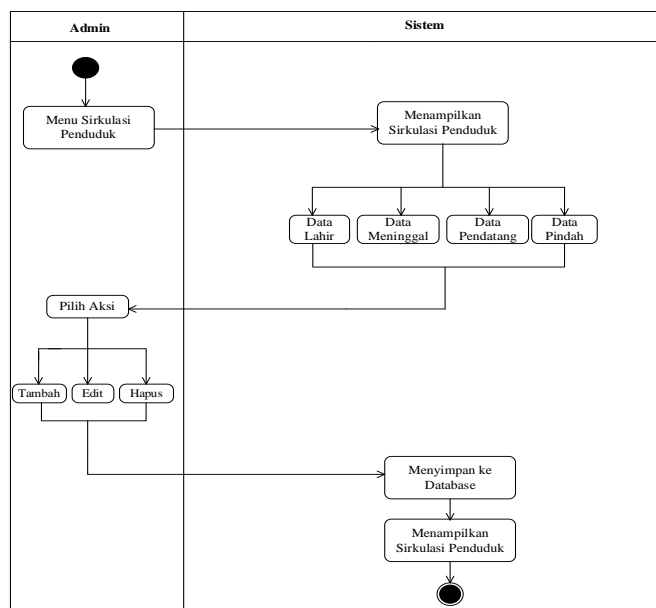 Admin
Sistem
Menu Sirkulasi
Penduduk
Menampilkan
Sirkulasi Penduduk
Data
Lahir
Data
Meninggal
Data
Pendatang
Data
Pindah
Pilih Aksi
Tambah
Edit
Hapus
Menyimpan ke
Database
Menampilkan
Sirkulasi Penduduk